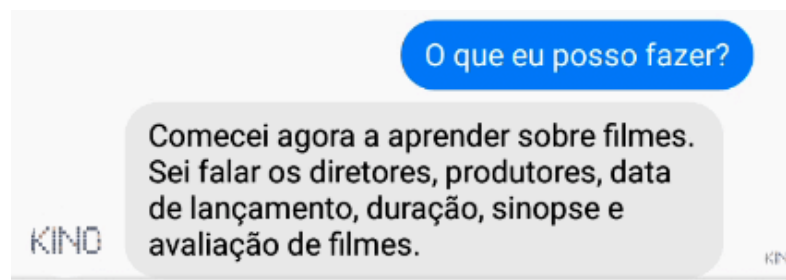 O que eu posso fazer?
Comecei agora a aprender sobre filmes.
Sei falar os diretores, produtores, data
de lançamento, duração, sinopse e
avaliação de filmes.
KINO